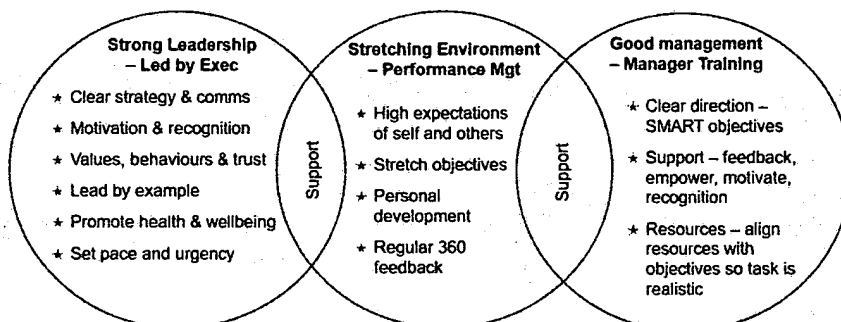 Strong Leadership
– Led by Exec
★ Clear strategy & comms
★ Motivation & recognition
★ Values, behaviours & trust
★ Lead by example
★ Promote health & wellbeing
★ Set pace and urgency
Support
Stretching Environment
– Performance Mgt
★ High expectations
of self and others
★ Stretch objectives
★ Personal
development
★ Regular 360
feedback
Support
Good management
– Manager Training
★ Clear direction –
SMART objectives
★ Support – feedback,
empower, motivate,
recognition
★ Resources – align
resources with
objectives so task is
realistic